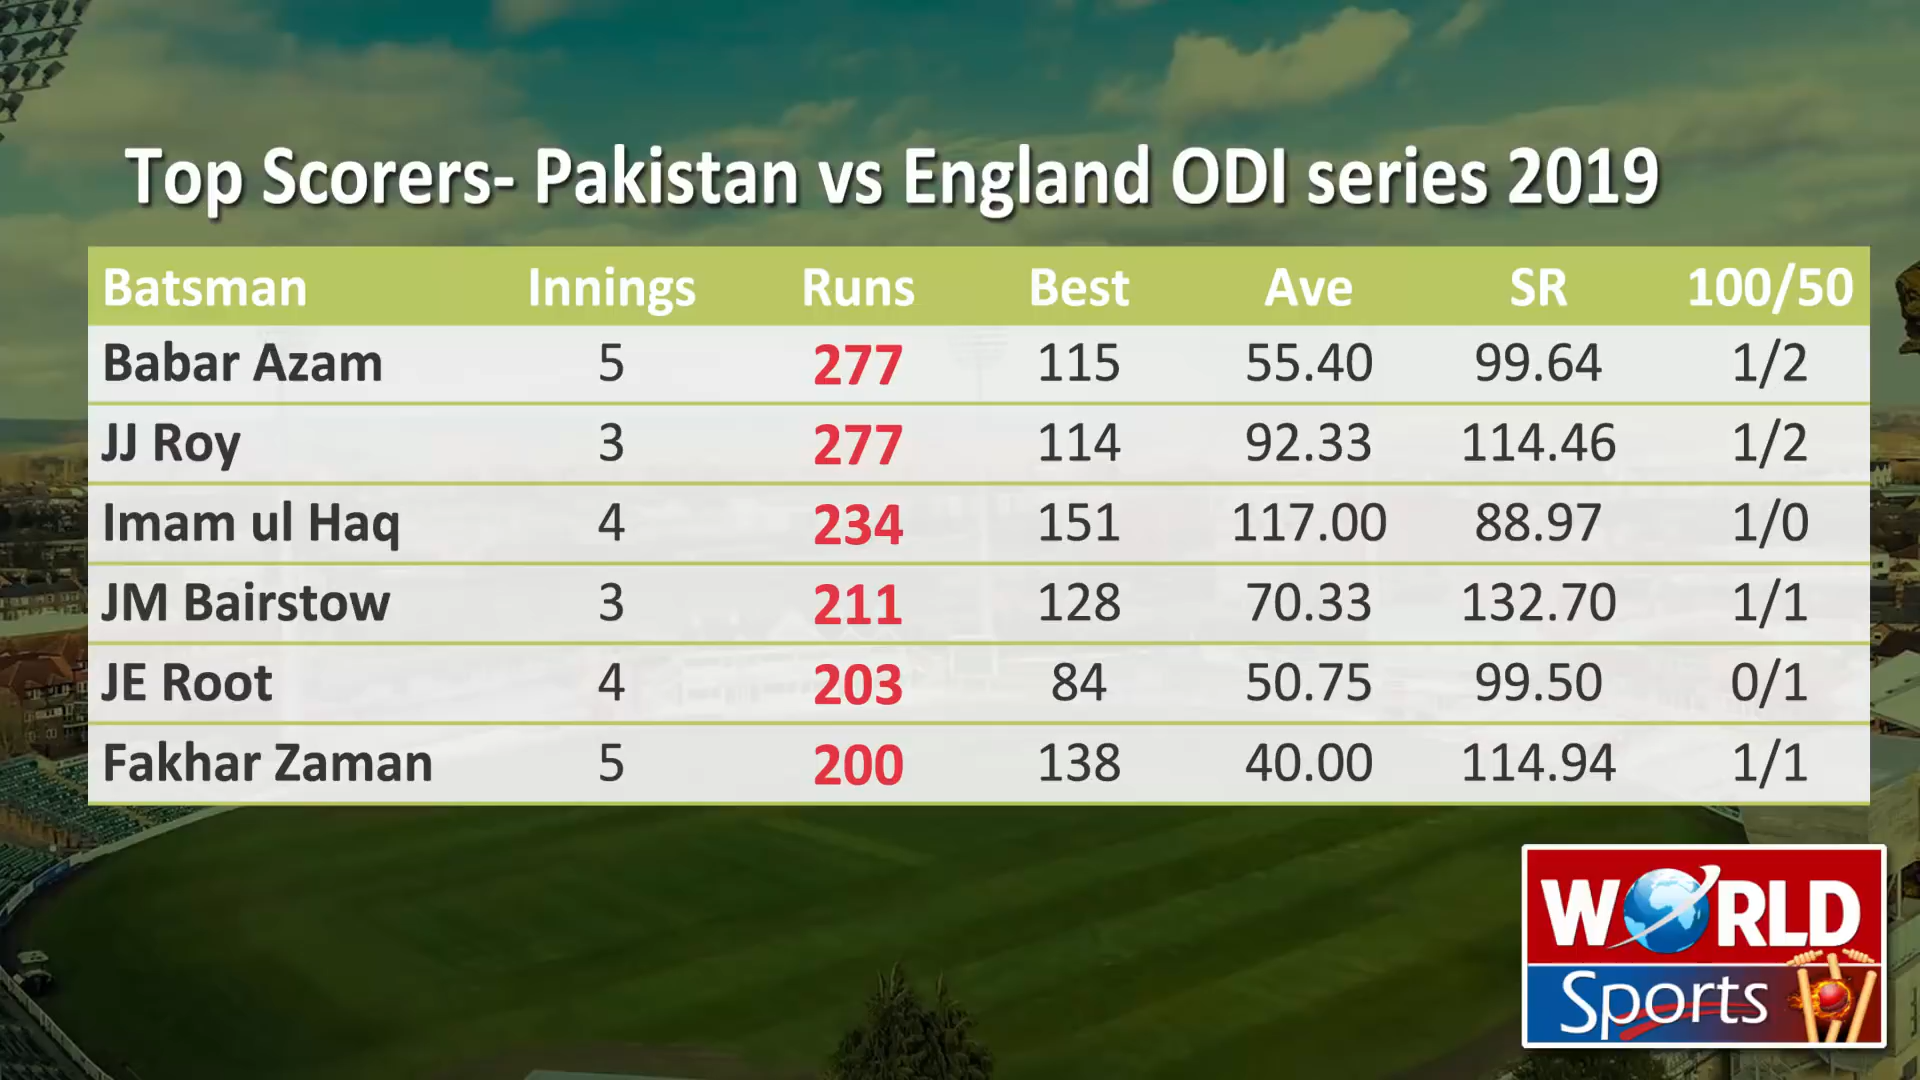 Top Scorers- Pakistan vs England ODI series 2019
Batsman Innings Runs Best Ave SR 100/50
Babar Azam 5 277 115 55.40 99.64 1/2
JJ Roy 3 277 114 92.33 114.46 1/2
Imam ul Haq 4 234 151 117.00 88.97 1/0
JM Bairstow 3 211 128 70.33 132.70 1/1
JE Root 4 203 84 50.75 99.50 0/1
Fakhar Zaman 5 200 138 40.00 114.94 1/1
WORLD
Sports